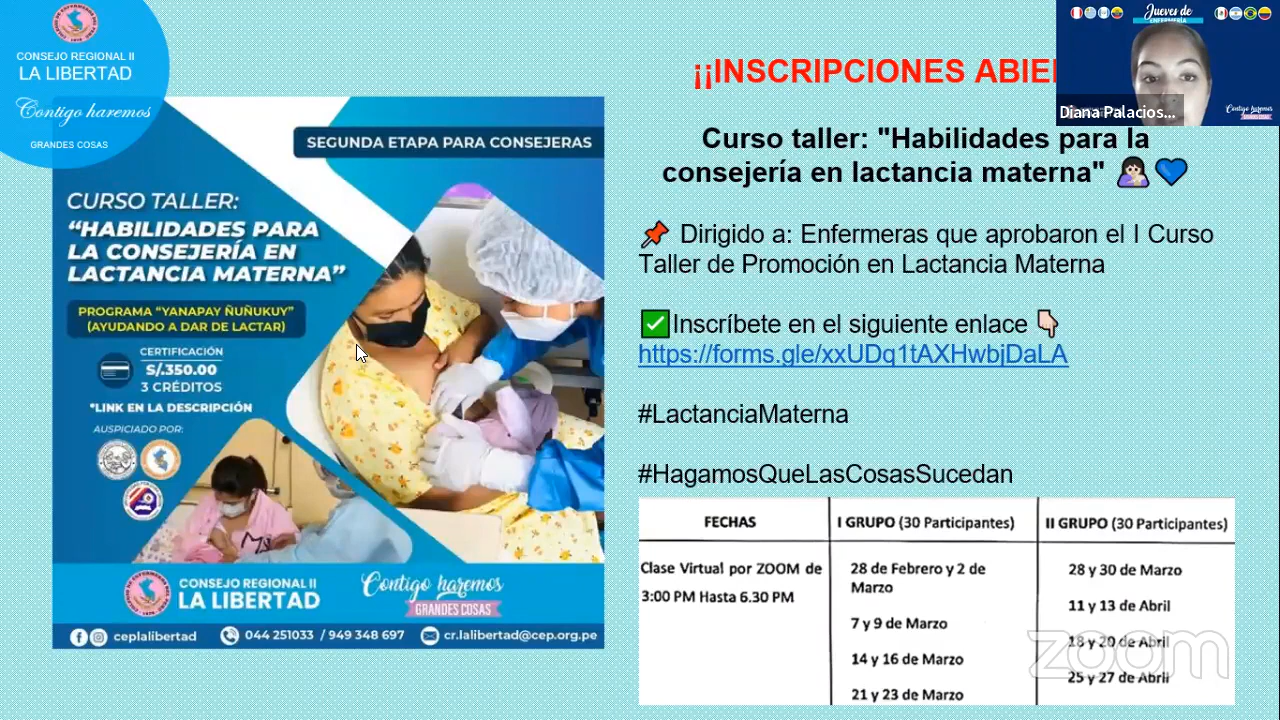 CONSEJO REGIONAL II
LA LIBERTAD
Contigo haremos
GRANDES COSAS
SEGUNDA ETAPA PARA CONSEJERAS
CURSO TALLER:
“HABILIDADES PARA
LA CONSEJERÍA EN
LACTANCIA MATERNA”
PROGRAMA “YANAPAY ÑUÑUKUY”
(AYUDANDO A DAR DE LACTAR)
CERTIFICACIÓN
S/.350.00
3 CRÉDITOS
*LINK EN LA DESCRIPCIÓN
AUSPICIADO POR:
CONSEJO REGIONAL II
LA LIBERTAD
Contigo haremos
GRANDES COSAS
ceplalibertad
044 251033 / 949 348 697
cr.lalibertad@cep.org.pe
¡¡INSCRIPCIONES
Jueves de
ENFERMERÍA
Diana Palacios...
Contigo haremos
GRANDES COSAS
Curso taller: "Habilidades para la
consejería en lactancia materna" 🤱🏻💙
📌 Dirigido a: Enfermeras que aprobaron el I Curso
Taller de Promoción en Lactancia Materna
✅Inscríbete en el siguiente enlace 👇🏻
https://forms.gle/xxUDq1tAXHwbjDaLA
#LactanciaMaterna
#HagamosQueLasCosasSucedan
FECHAS I GRUPO (30 Participantes) II GRUPO (30 Participantes)
Clase Virtual por ZOOM de
3:00 PM Hasta 6.30 PM
28 de Febrero y 2 de
Marzo
7 y 9 de Marzo
14 y 16 de Marzo
21 y 23 de Marzo
28 y 30 de Marzo
11 y 13 de Abril
18 y 20 de Abril
25 y 27 de Abril
zoom